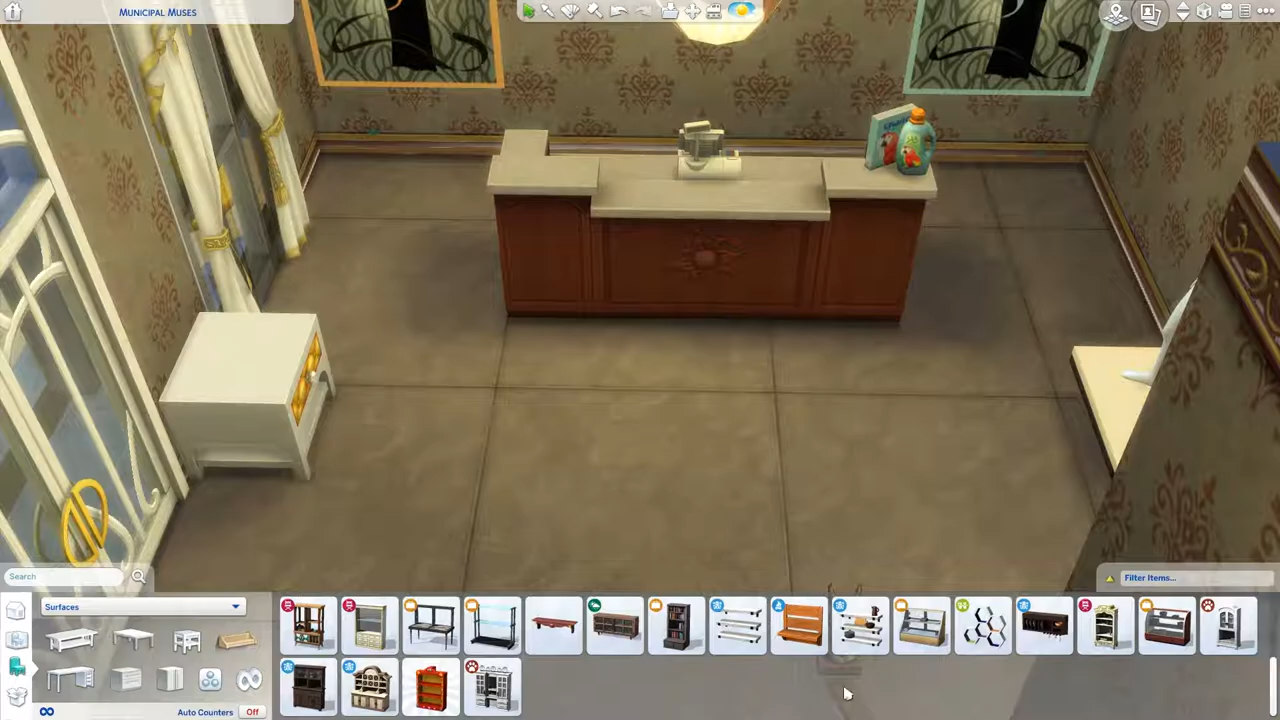 MUNICIPAL MUSES
Search
Filter Items...
Surfaces
Auto Counters Off